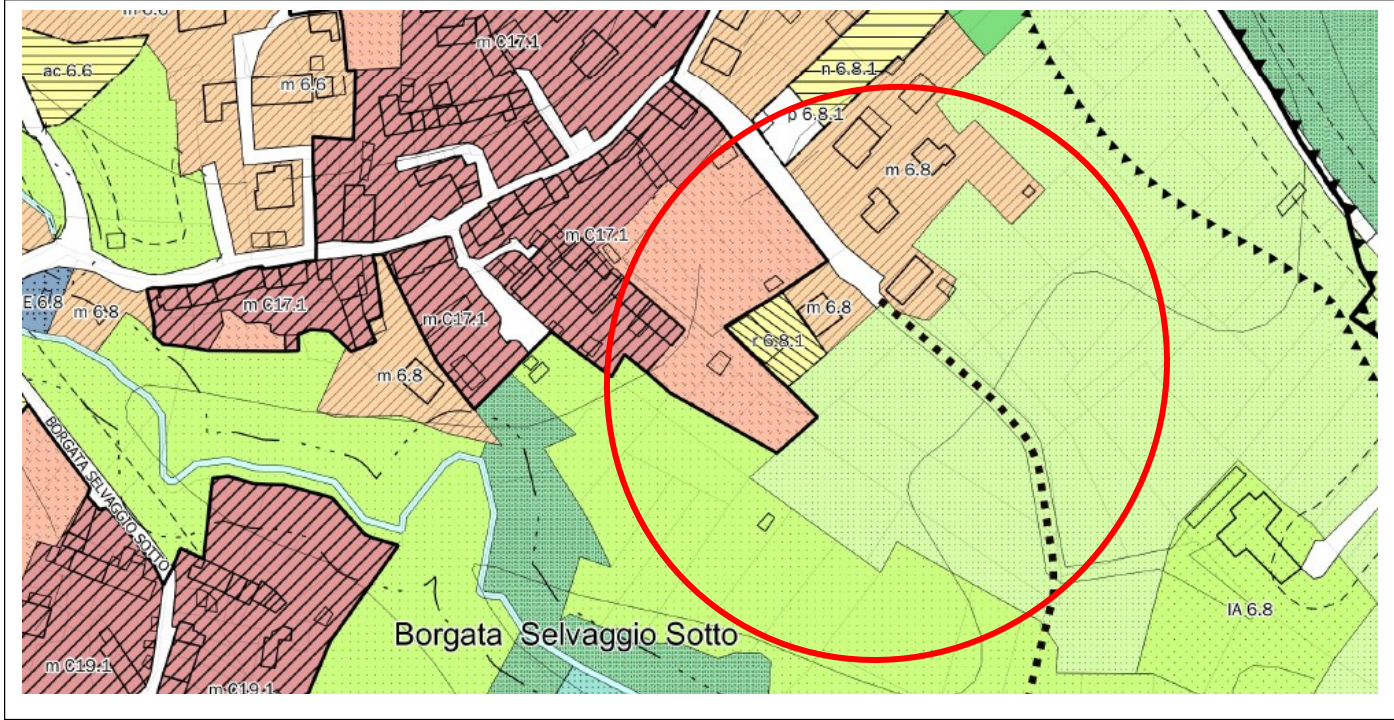 m 6.6
m C17.1
ac 6.6
m 6.6
n 6.8.1
p 6.8.1
m 6.8
m C17.1
E 6.8
m 6.8
m C17.1
m C17.1
m 6.8
r 6.8.1
m 6.8
BORGATA SELVAGGIO SOTTO
IA 6.8
Borgata Selvaggio Sotto
m C19.1
m C19.1